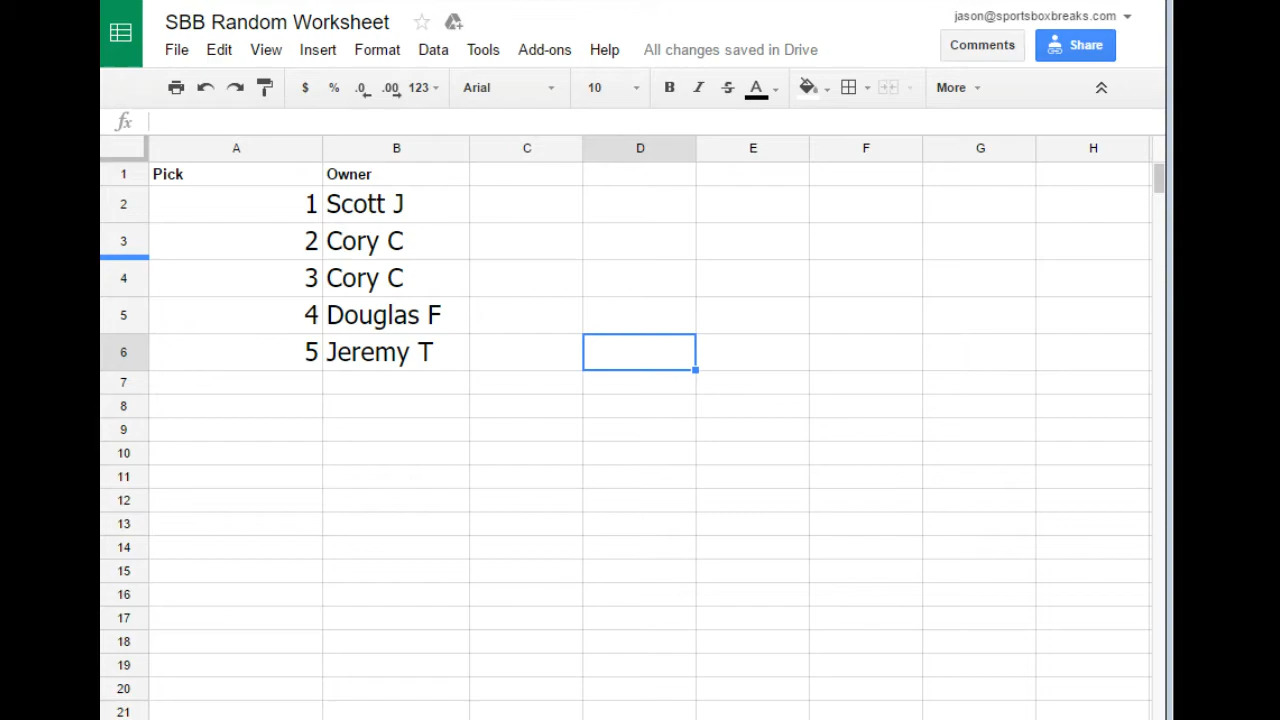 SBB Random Worksheet
jason@sportsboxbreaks.com
File Edit View Insert Format Data Tools Add-ons Help All changes saved in Drive
Comments Share
$ % .0 .00 123 Arial 10 B I S A More
fx
A B C D E F G H
1 Pick Owner
2 1 Scott J
3 2 Cory C
4 3 Cory C
5 4 Douglas F
6 5 Jeremy T
7
8
9
10
11
12
13
14
15
16
17
18
19
20
21